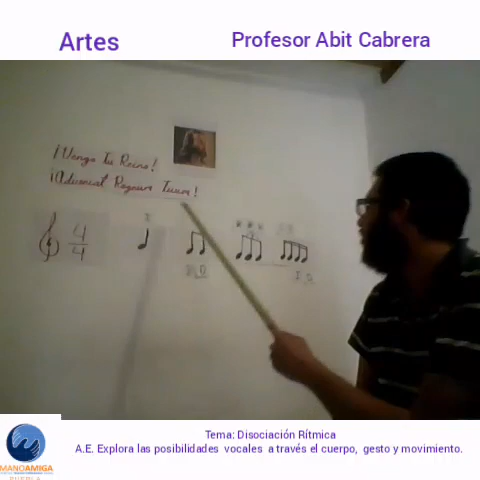 Artes
Profesor Abit Cabrera
¡Venga Tu Reino!
¡Adveniat Regnum Tuum!
4
4
Tema: Disociación Rítmica
A.E. Explora las posibilidades vocales a través el cuerpo, gesto y movimiento.
MANOAMIGA
PUEBLA